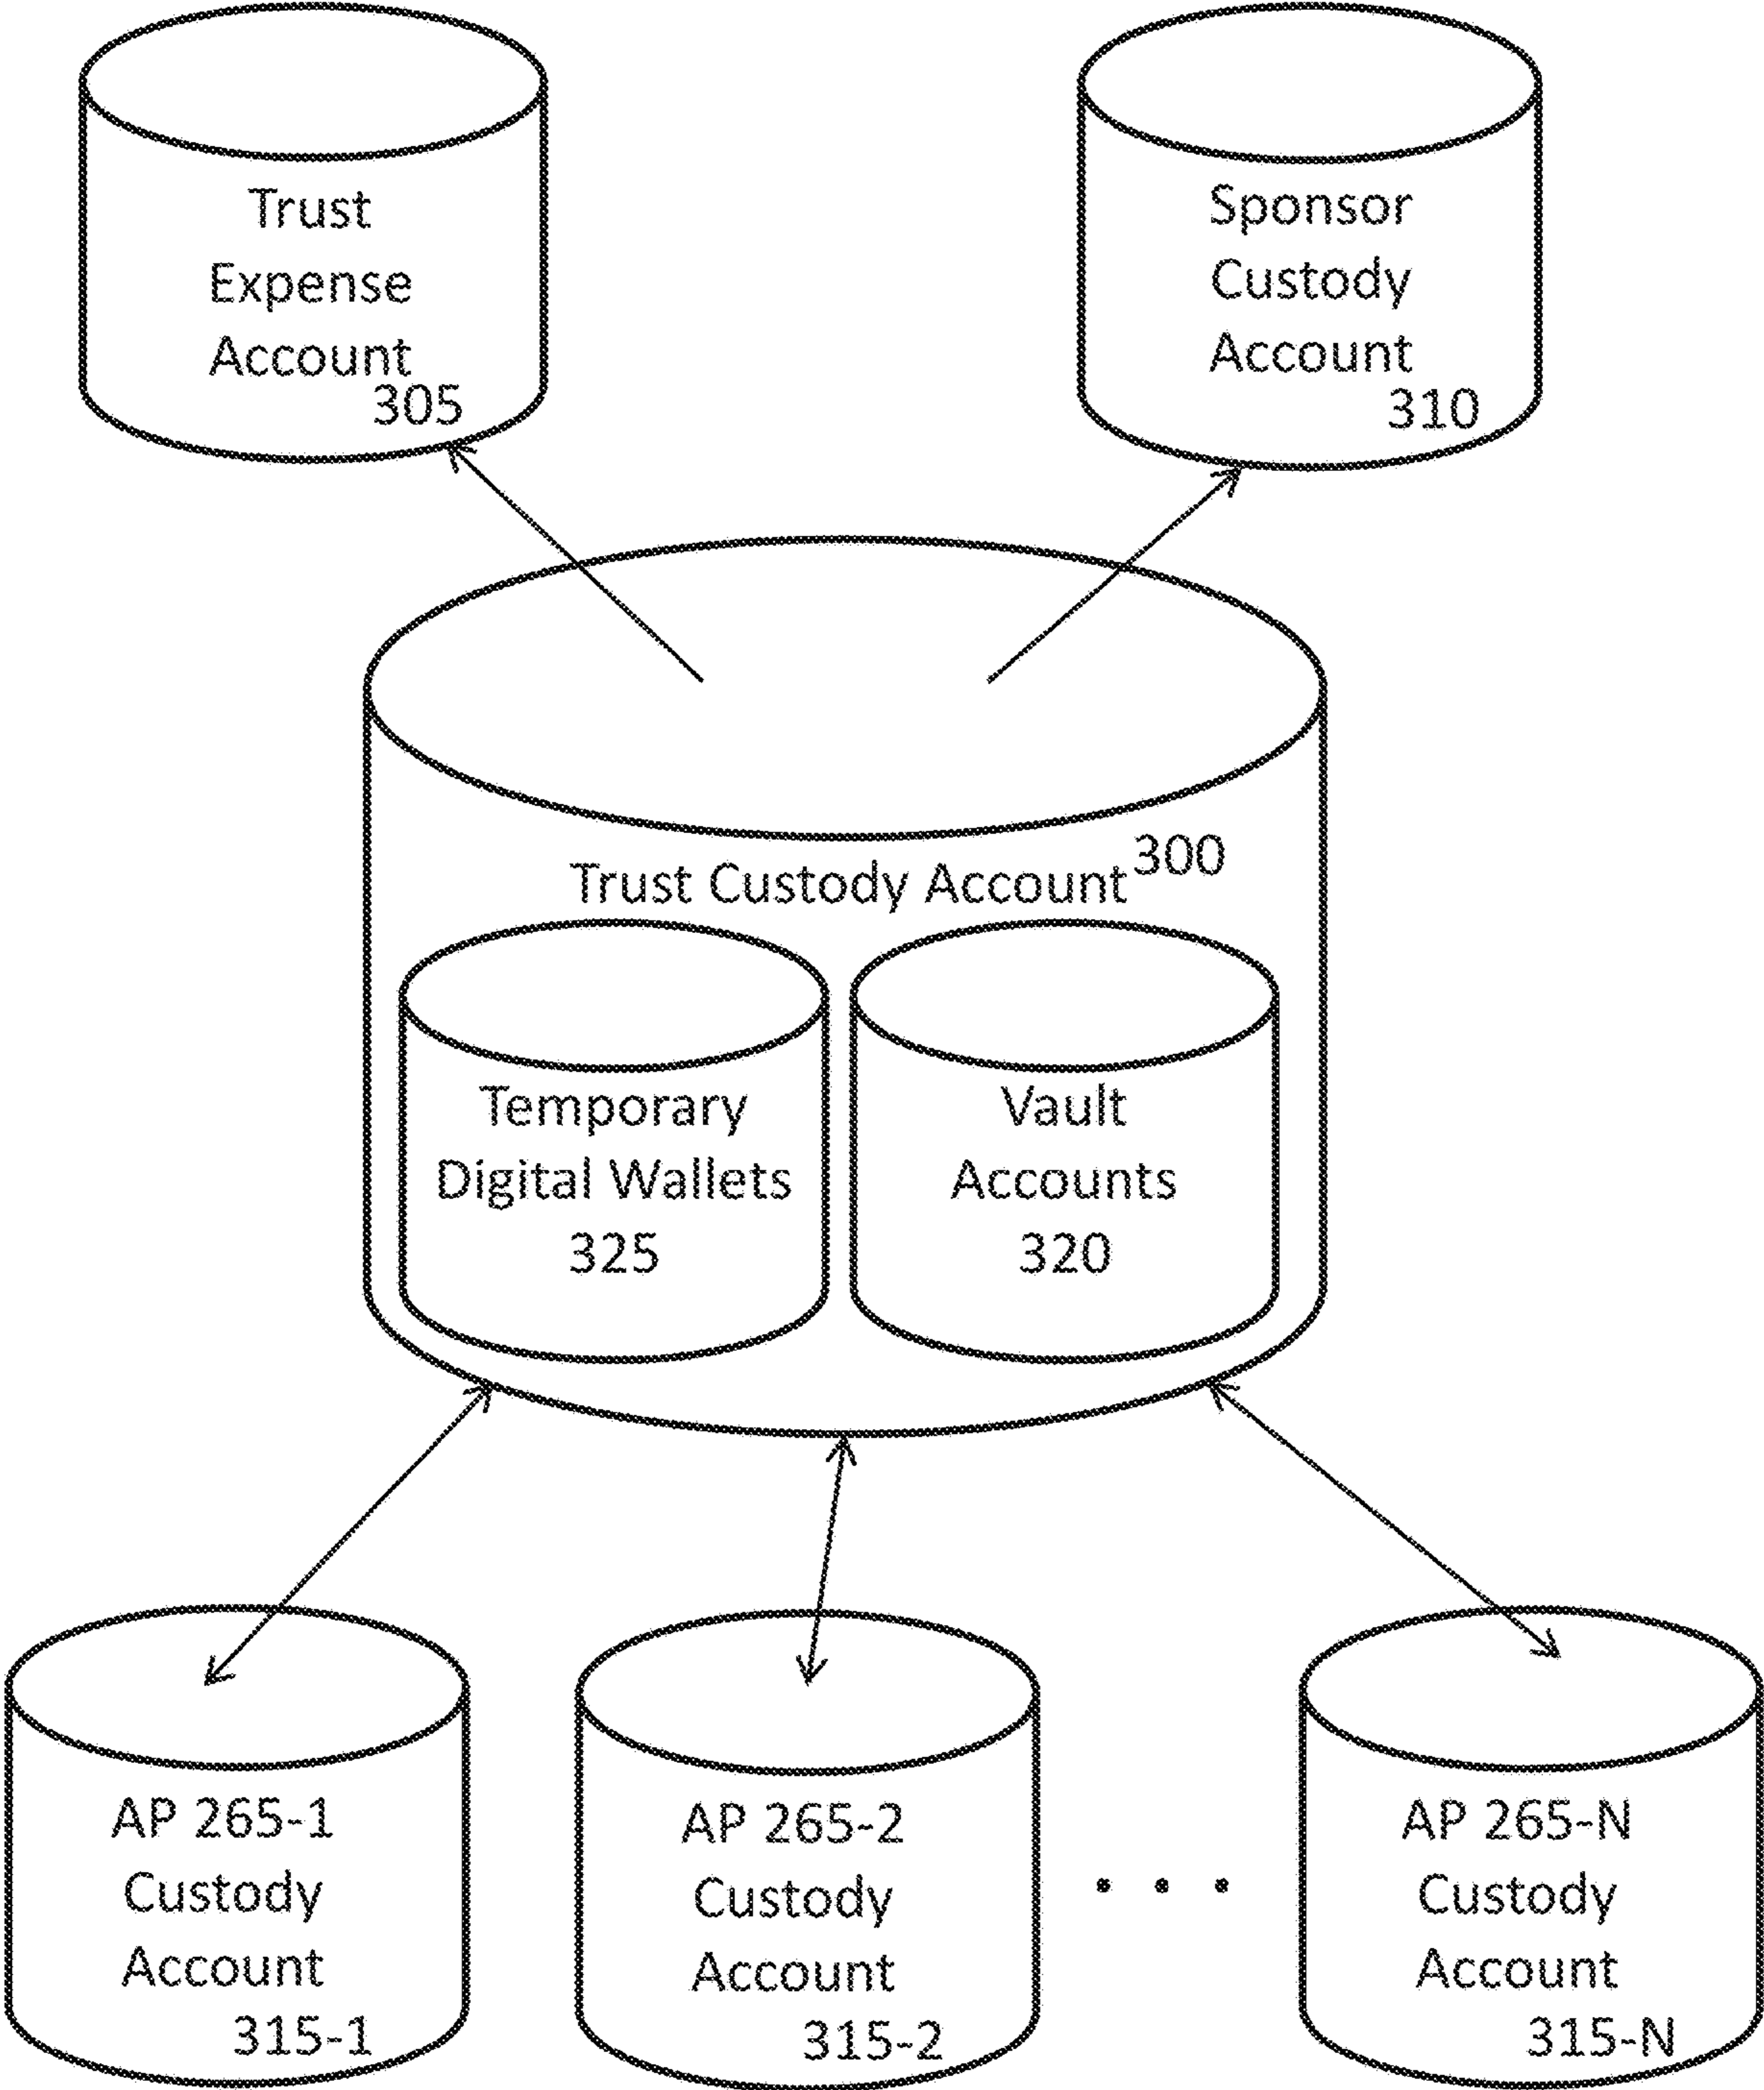 Trust
Expense
Account
305
Sponsor
Custody
Account
310
Trust Custody Account 300
Temporary
Digital Wallets
325
Vault
Accounts
320
AP 265-1
Custody
Account
315-1
AP 265-2
Custody
Account
315-2
. . .
AP 265-N
Custody
Account
315-N